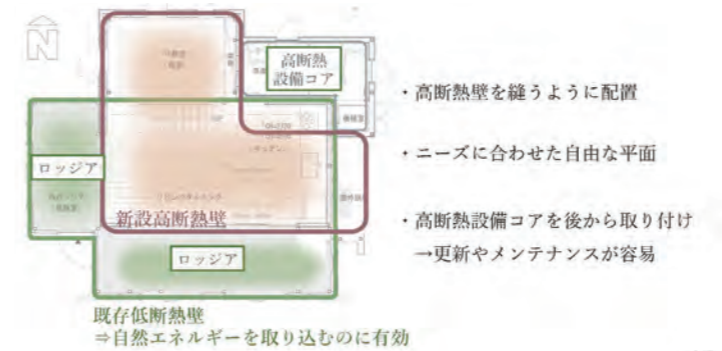 N
高断熱
設備コア
ロッジア
新設高断熱壁
ロッジア
既存低断熱壁
⇒自然エネルギーを取り込むのに有効
・高断熱壁を縫うように配置
・ニーズに合わせた自由な平面
・高断熱設備コアを後から取り付け
→更新やメンテナンスが容易